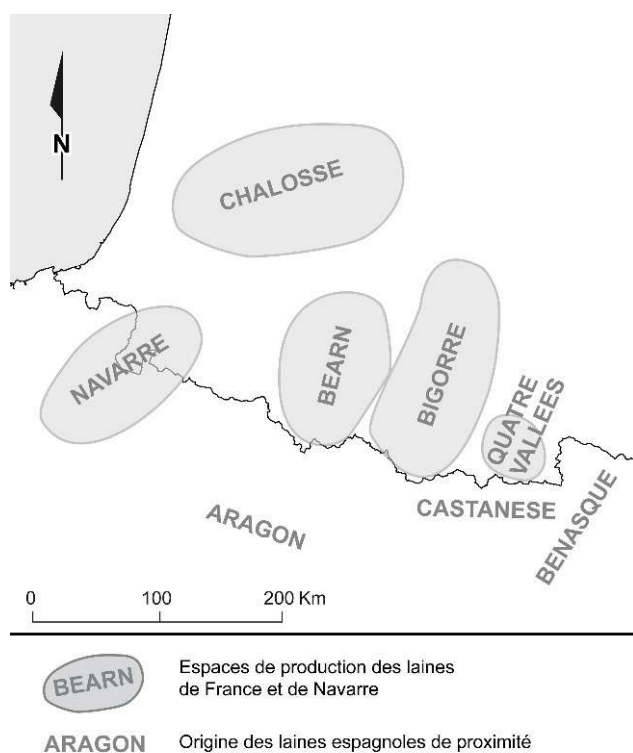 N
CHALOSSE
NAVARRE
BEARN
BIGORRE
QUATRE
VALLEES
ARAGON
CASTANESE
BENASQUE
0 100 200 Km
BEARN
Espaces de production des laines
de France et de Navarre
ARAGON
Origine des laines espagnoles de proximité